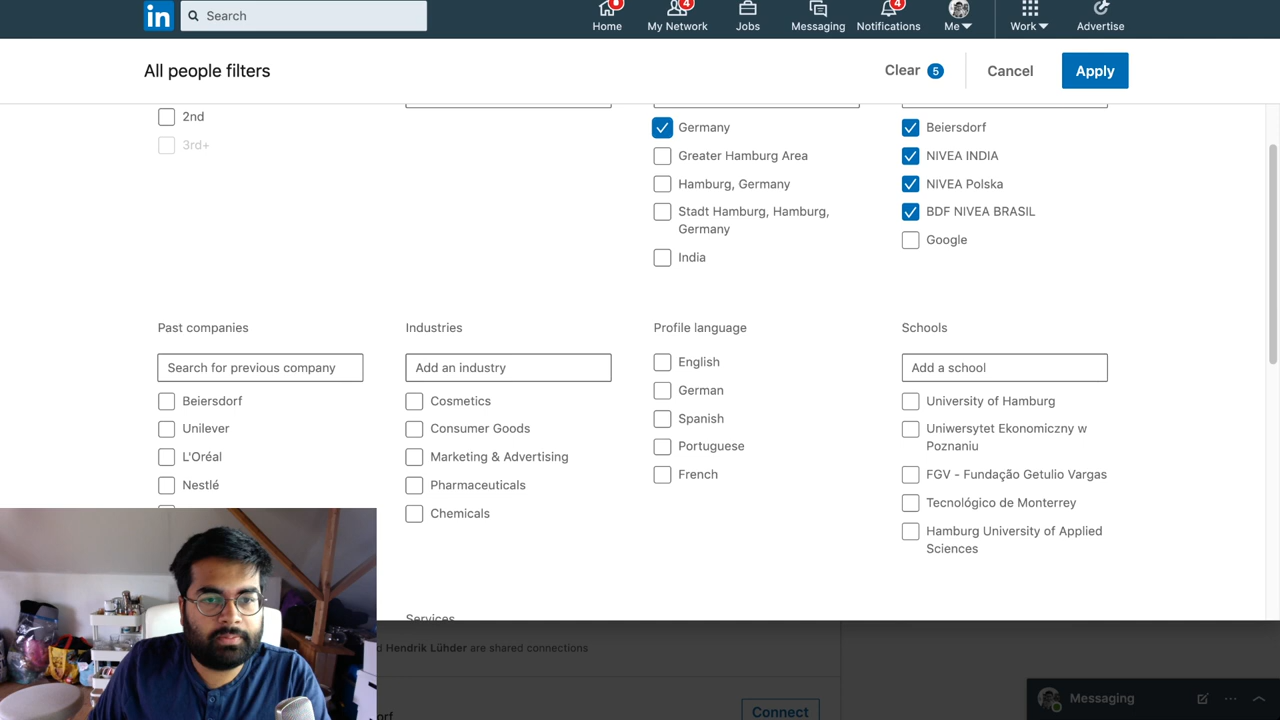 in
Search
4
4
Home
My Network
Jobs
Messaging
Notifications
Me
Work
Advertise
All people filters
Clear 5
Cancel
Apply
2nd
3rd+
Germany
Greater Hamburg Area
Hamburg, Germany
Stadt Hamburg, Hamburg,
Germany
India
Beiersdorf
NIVEA INDIA
NIVEA Polska
BDF NIVEA BRASIL
Google
Past companies
Search for previous company
Beiersdorf
Unilever
L'Oréal
Nestlé
Industries
Add an industry
Cosmetics
Consumer Goods
Marketing & Advertising
Pharmaceuticals
Chemicals
Profile language
English
German
Spanish
Portuguese
French
Schools
Add a school
University of Hamburg
Uniwersytet Ekonomiczny w
Poznaniu
FGV - Fundação Getulio Vargas
Tecnológico de Monterrey
Hamburg University of Applied
Sciences
Services
Hendrik Lühder are shared connections
Connect
Messaging